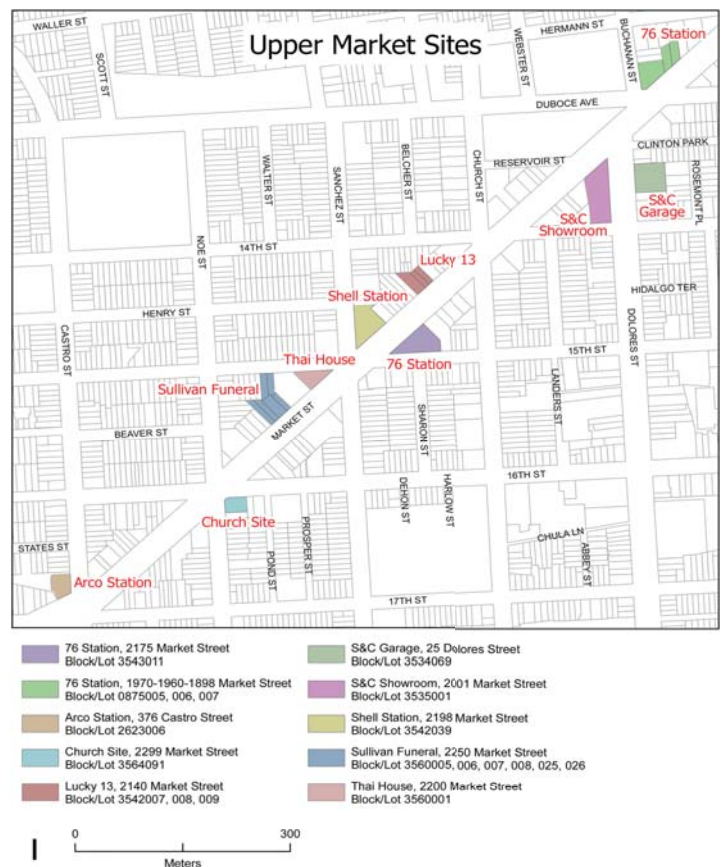 Upper Market Sites
WALLER ST
SCOTT ST
HERMANN ST
WEBSTER ST
BUCHANAN ST
76 Station
DUBOCE AVE
CLINTON PARK
RESERVOIR ST
WALTER ST
SANCHEZ ST
BELCHER ST
CHURCH ST
ROSEMONT PL
S&C
Garage
S&C
Showroom
NOE ST
14TH ST
Lucky 13
Shell Station
HIDALGO TER
HENRY ST
DOLORES ST
CASTRO ST
Thai House
76 Station
15TH ST
Sullivan Funeral
MARKET ST
SHARON ST
LANDERS ST
BEAVER ST
16TH ST
DEHON ST
HARLOW ST
Church Site
PROSPER ST
POND ST
CHULA LN
ABBEY ST
STATES ST
Arco Station
17TH ST
76 Station, 2175 Market Street
Block/Lot 3543011
76 Station, 1970-1960-1898 Market Street
Block/Lot 0875005, 006, 007
Arco Station, 376 Castro Street
Block/Lot 2623006
Church Site, 2299 Market Street
Block/Lot 3564091
Lucky 13, 2140 Market Street
Block/Lot 3542007, 008, 009
S&C Garage, 25 Dolores Street
Block/Lot 3534069
S&C Showroom, 2001 Market Street
Block/Lot 3535001
Shell Station, 2198 Market Street
Block/Lot 3542039
Sullivan Funeral, 2250 Market Street
Block/Lot 3560005, 006, 007, 008, 025, 026
Thai House, 2200 Market Street
Block/Lot 3560001
0 300
Meters